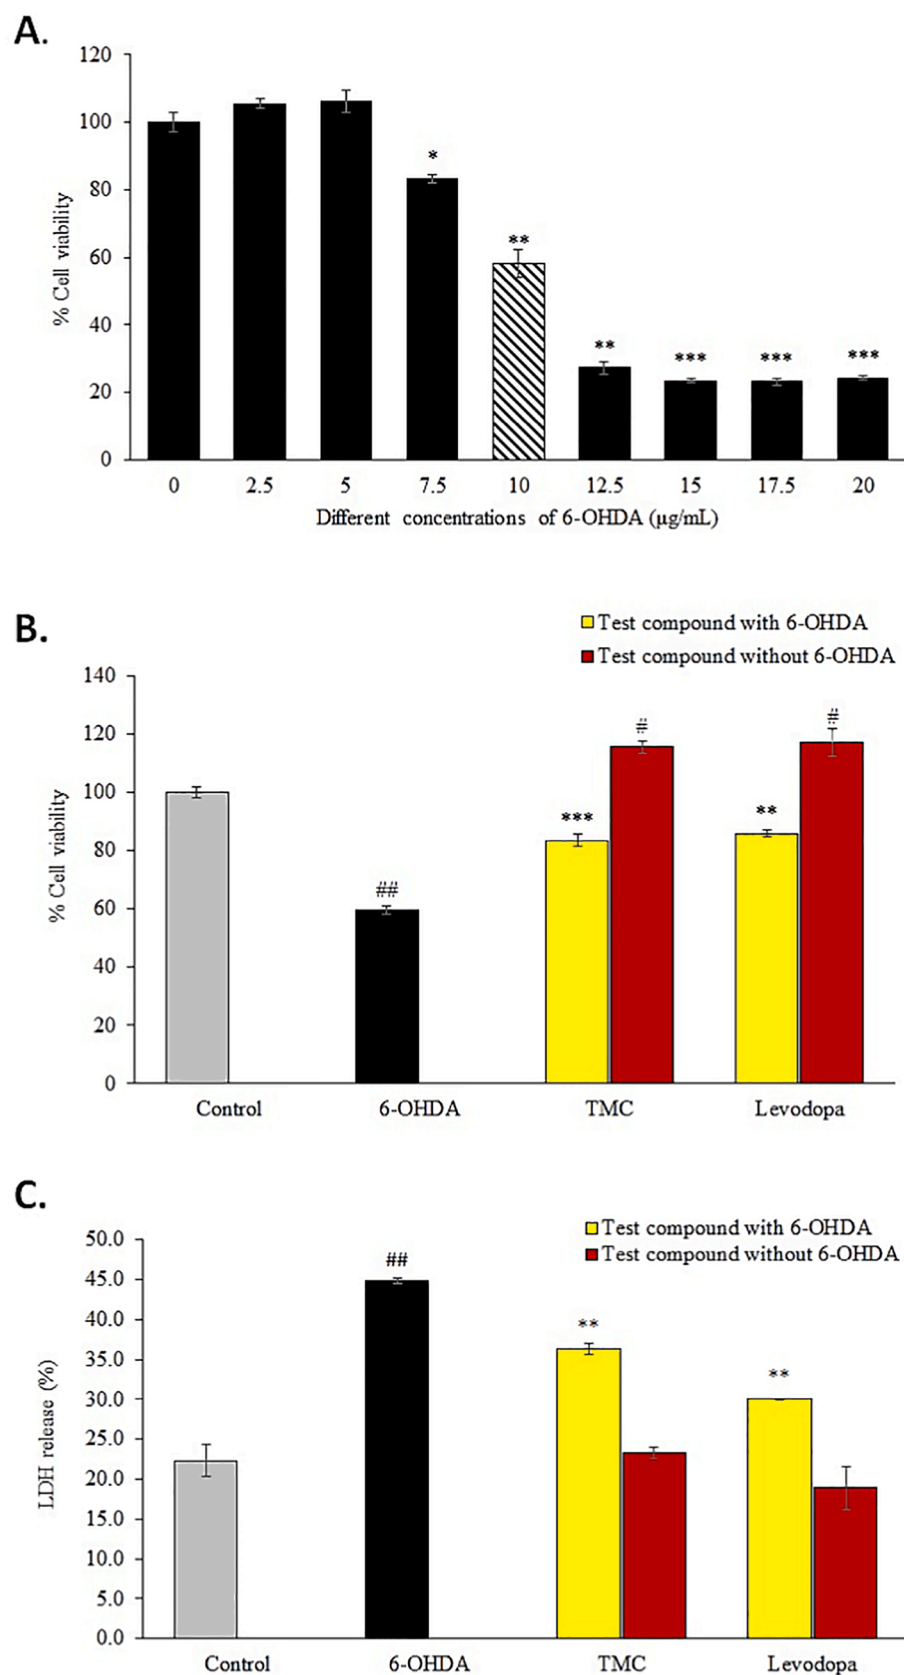 A.
120
100
80
60
40
20
0
% Cell viability
*
**
**
***
***
***
0 2.5 5 7.5 10 12.5 15 17.5 20
Different concentrations of 6-OHDA (µg/mL)
B.
Test compound with 6-OHDA
Test compound without 6-OHDA
140
120
100
80
60
40
20
0
% Cell viability
##
***
#
**
#
Control 6-OHDA TMC Levodopa
C.
Test compound with 6-OHDA
Test compound without 6-OHDA
50.0
45.0
40.0
35.0
30.0
25.0
20.0
15.0
10.0
5.0
0.0
LDH release (%)
##
**
**
Control 6-OHDA TMC Levodopa